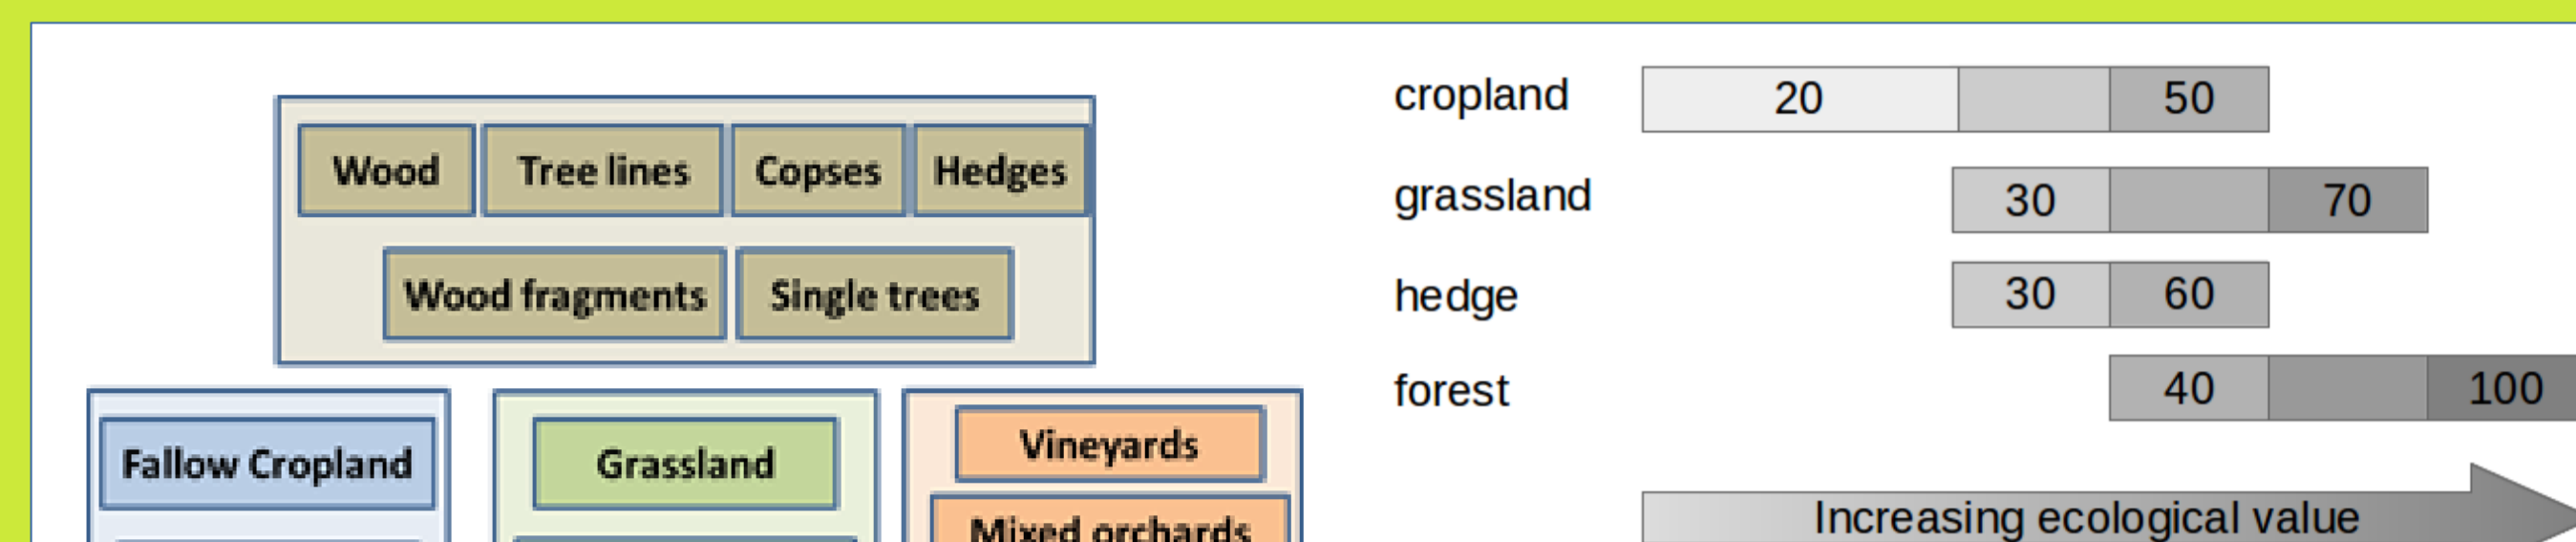 Wood Tree lines Copses Hedges
Wood fragments Single trees
Fallow Cropland Grassland Vineyards
Mixed orchards
cropland 20 50
grassland 30 70
hedge 30 60
forest 40 100
Increasing ecological value